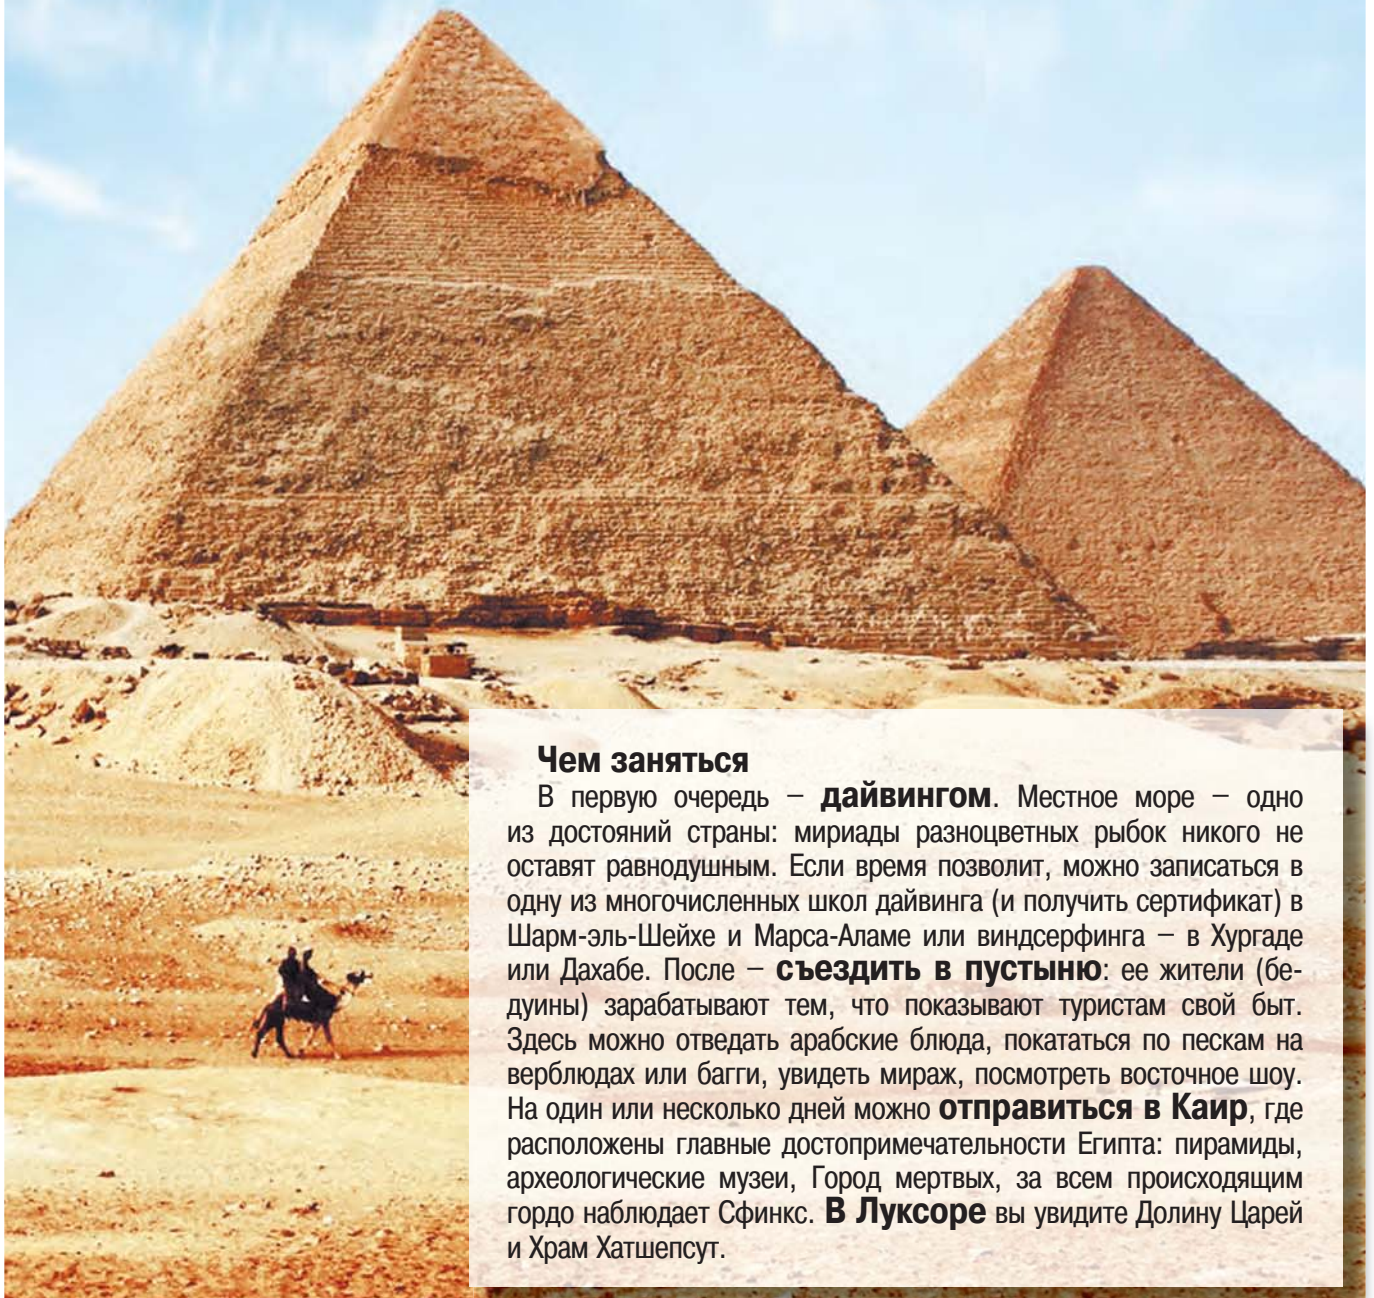 Чем заняться
В первую очередь – дайвингом. Местное море – одно
из достояний страны: мириады разноцветных рыбок никого не
оставят равнодушным. Если время позволит, можно записаться в
одну из многочисленных школ дайвинга (и получить сертификат) в
Шарм-эль-Шейхе и Марса-Аламе или виндсерфинга – в Хургаде
или Дахабе. После – съездить в пустыню: ее жители (бе-
дуины) зарабатывают тем, что показывают туристам свой быт.
Здесь можно отведать арабские блюда, покататься по пескам на
верблюдах или багги, увидеть мираж, посмотреть восточное шоу.
На один или несколько дней можно отправиться в Каир, где
расположены главные достопримечательности Египта: пирамиды,
археологические музеи, Город мертвых, за всем происходящим
гордо наблюдает Сфинкс. В Луксоре вы увидите Долину Царей
и Храм Хатшепсут.